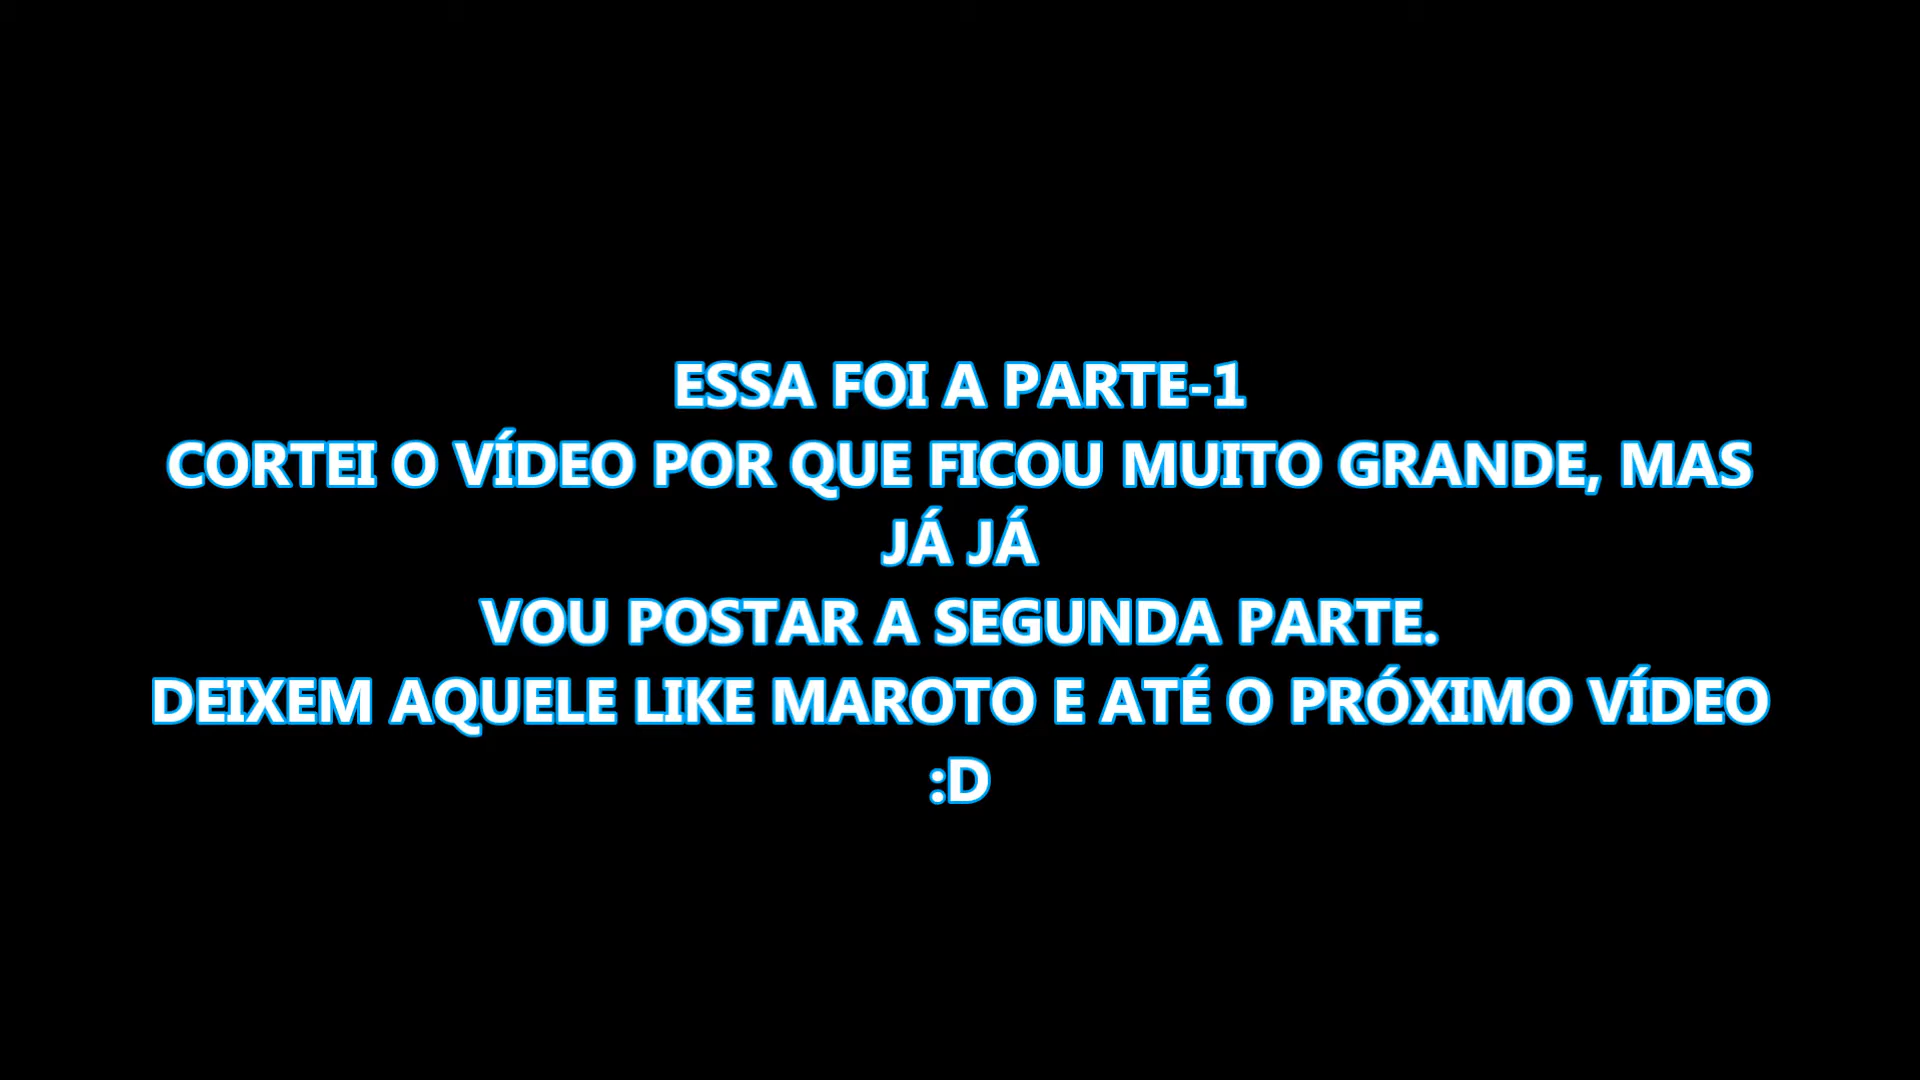 ESSA FOI A PARTE-1
CORTEI O VÍDEO POR QUE FICOU MUITO GRANDE, MAS
JÁ JÁ
VOU POSTAR A SEGUNDA PARTE.
DEIXEM AQUELE LIKE MAROTO E ATÉ O PRÓXIMO VÍDEO
:D